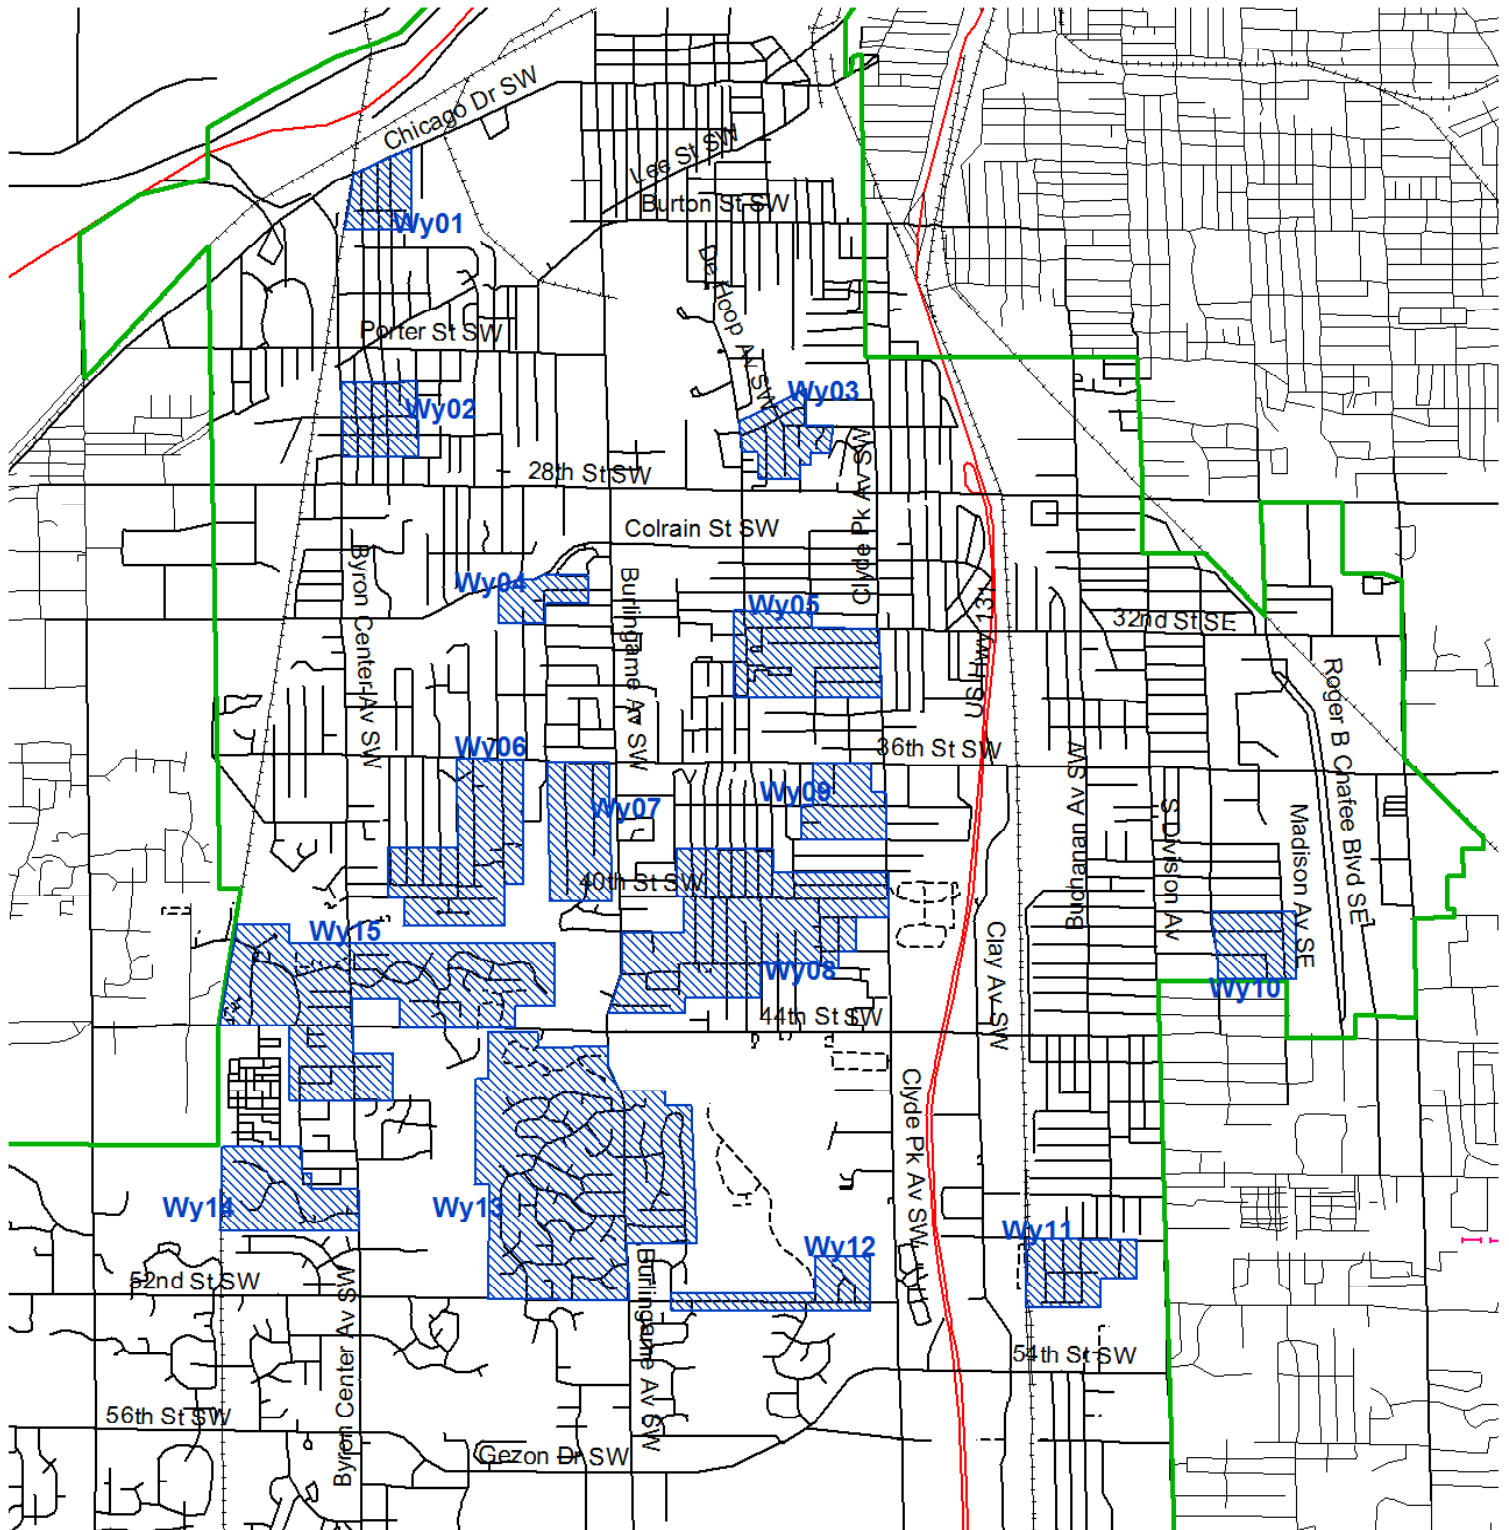 Chicago Dr SW
Lee St SW
Burton St SW
Wy01
De Hoop Av SW
Porter St SW
Wy03
Wy02
28th St SW
Clyde Pk Av SW
Colrain St SW
Byron Center Av SW
Wy04
Burlingame Av SW
Wy05
US Hwy 131
32nd St SE
Roger B Chafee Blvd SE
Wy06
36th St SW
Buchanan Av SW
Wy07
Wy09
S Division Av
Madison Av SE
40th St SW
Wy15
Clay Av SW
Wy08
Wy10
44th St SW
Clyde Pk Av SW
Wy14
Wy13
Wy12
Wy11
52nd St SW
Byron Center Av SW
Burlingame Av SW
54th St SW
56th St SW
Gezon Dr SW